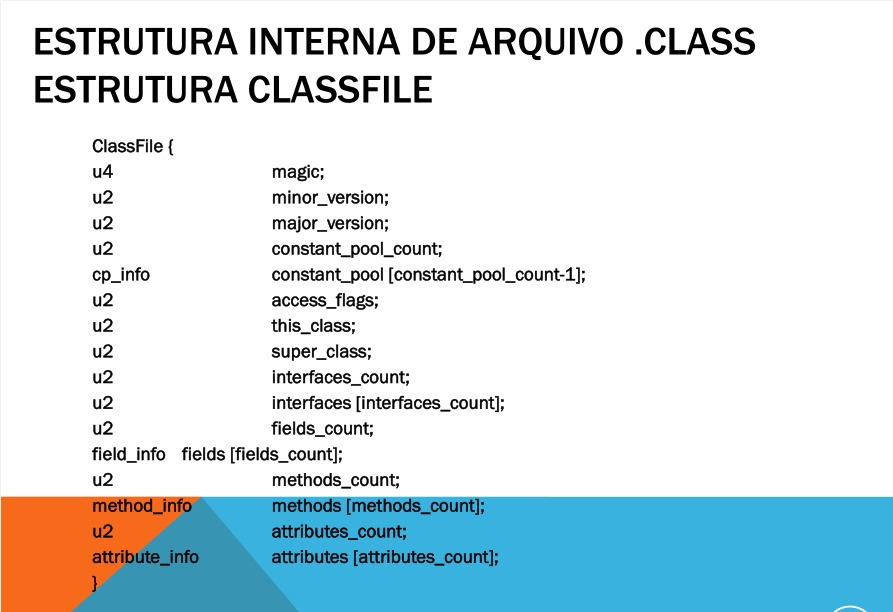 ESTRUTURA INTERNA DE ARQUIVO .CLASS
ESTRUTURA CLASSFILE
ClassFile {
u4 magic;
u2 minor_version;
u2 major_version;
u2 constant_pool_count;
cp_info constant_pool [constant_pool_count-1];
u2 access_flags;
u2 this_class;
u2 super_class;
u2 interfaces_count;
u2 interfaces [interfaces_count];
u2 fields_count;
field_info fields [fields_count];
u2 methods_count;
method_info methods [methods_count];
u2 attributes_count;
attribute_info attributes [attributes_count];
}